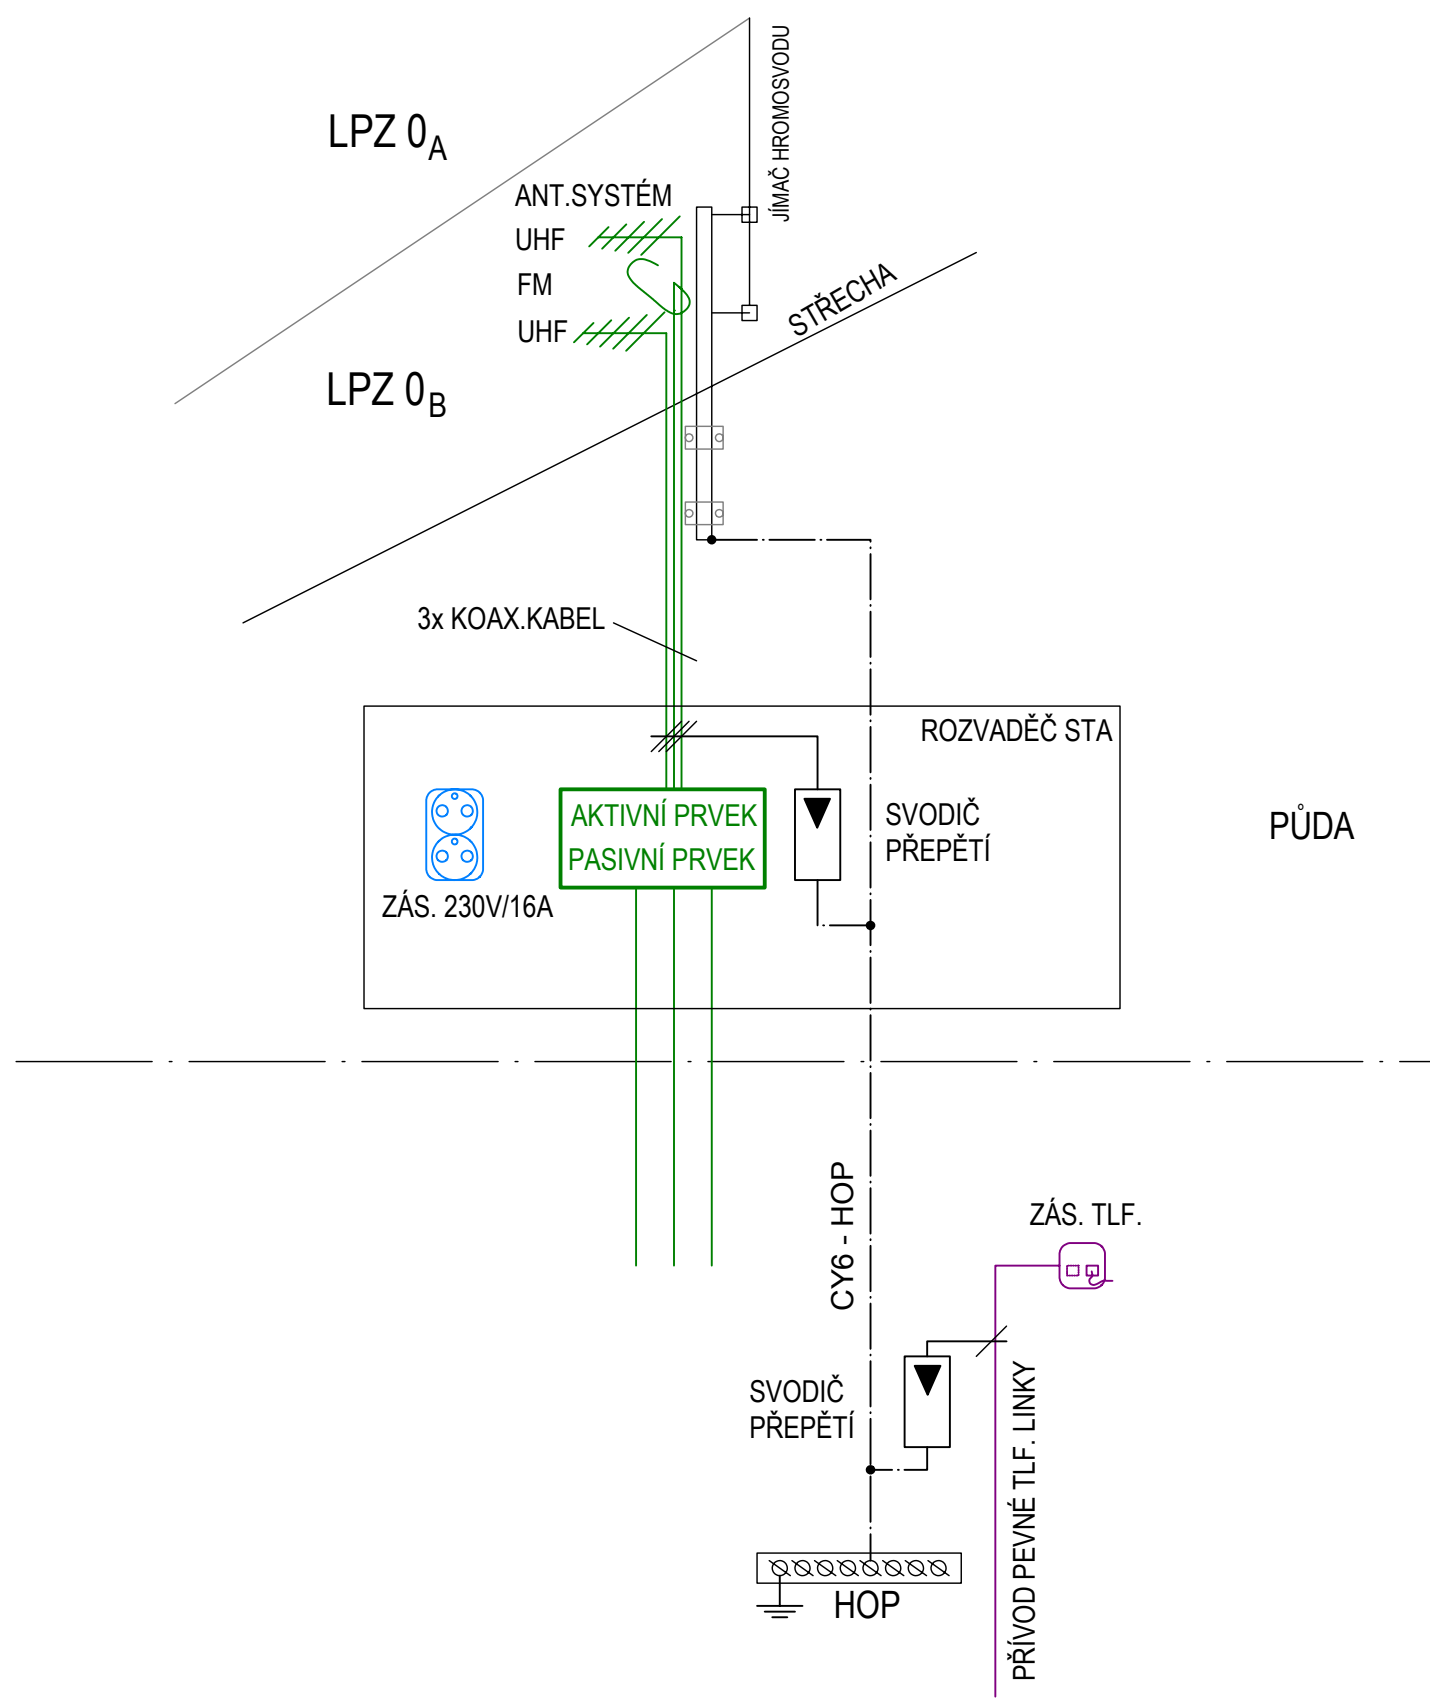 JÍMAČ HROMOSVODU
LPZ 0A
ANT.SYSTÉM
UHF
FM
UHF
STŘECHA
LPZ 0B
3x KOAX.KABEL
ROZVADĚČ STA
AKTIVNÍ PRVEK
PASIVNÍ PRVEK
SVODIČ
PŘEPĚTÍ
PŮDA
ZÁS. 230V/16A
CY6 - HOP
ZÁS. TLF.
SVODIČ
PŘEPĚTÍ
PŘÍVOD PEVNÉ TLF. LINKY
HOP